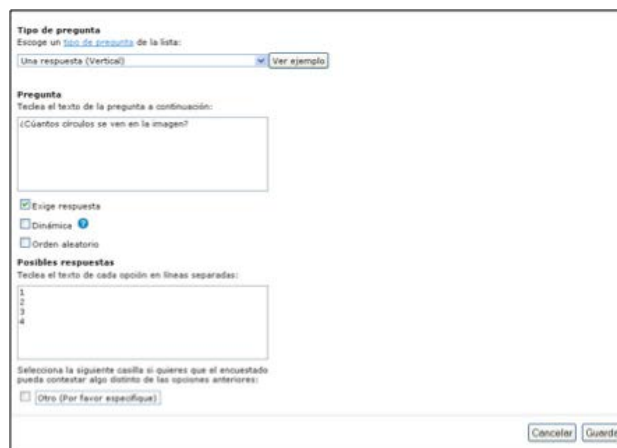 Tipo de pregunta
Escoge un tipo de pregunta de la lista:
Una respuesta (Vertical)
Ver ejemplo
Pregunta
Teclea el texto de la pregunta a continuación:
¿Cúantos círculos se ven en la imagen?
Exige respuesta
Dinámica ?
Orden aleatorio
Posibles respuestas
Teclea el texto de cada opción en líneas separadas:
1
2
3
4
Selecciona la siguiente casilla si quieres que el encuestado
pueda contestar algo distinto de las opciones anteriores:
Otro (Por favor especifique)
Cancelar Guarda